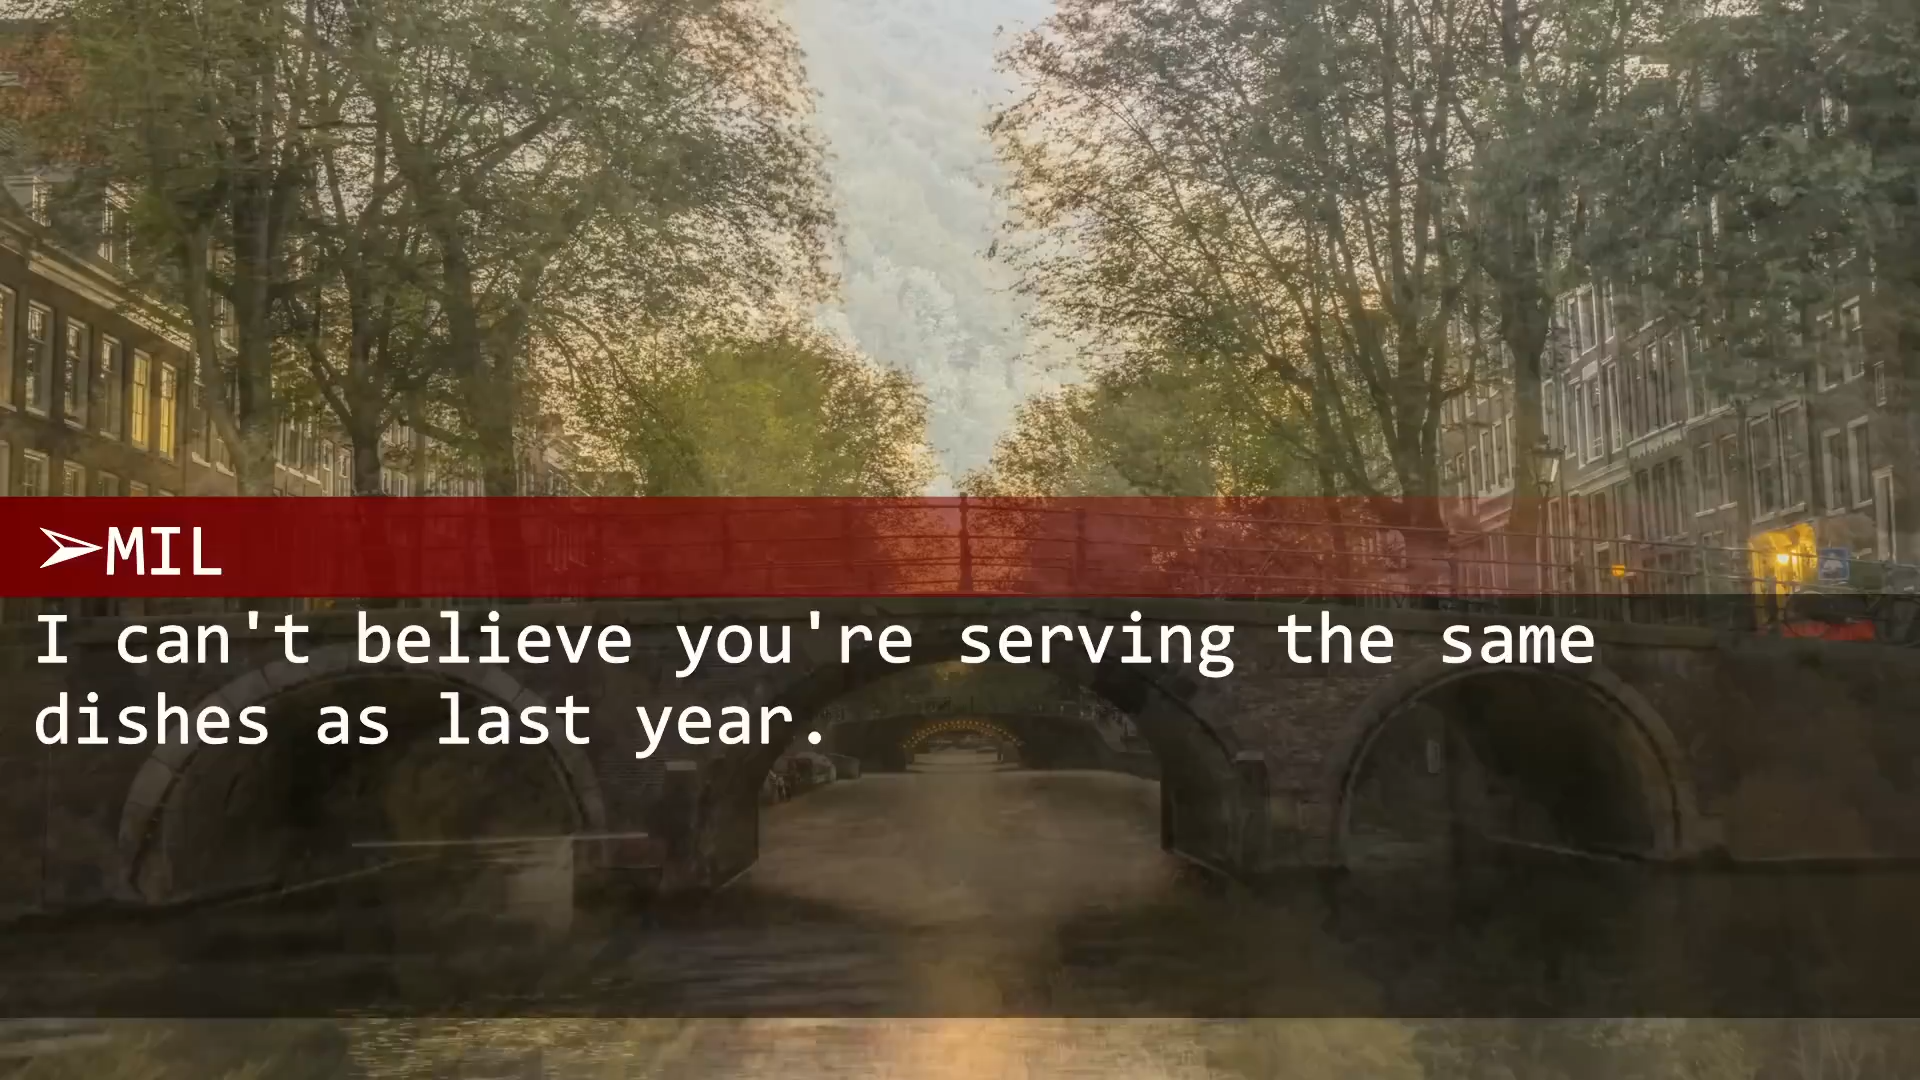 ➢MIL
I can't believe you're serving the same
dishes as last year.